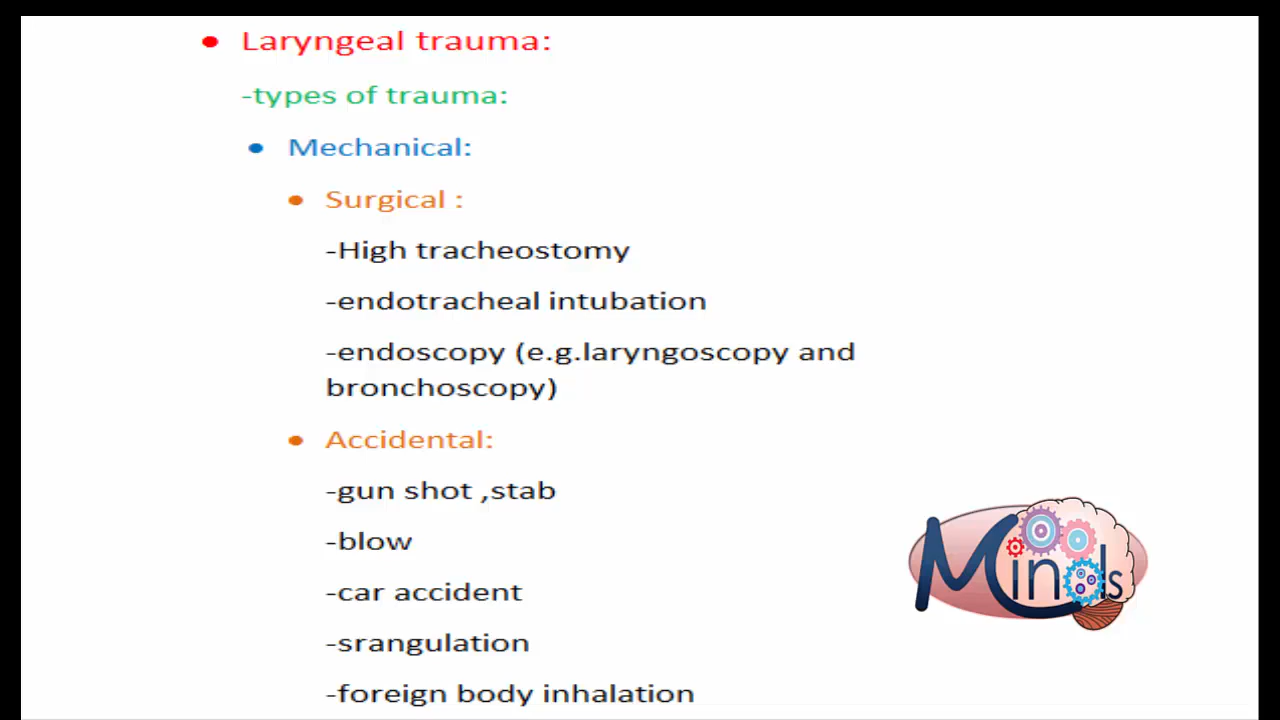 Laryngeal trauma:
-types of trauma:
Mechanical:
Surgical :
-High tracheostomy
-endotracheal intubation
-endoscopy (e.g.laryngoscopy and
bronchoscopy)
Accidental:
-gun shot ,stab
-blow
-car accident
-srangulation
-foreign body inhalation
Minds